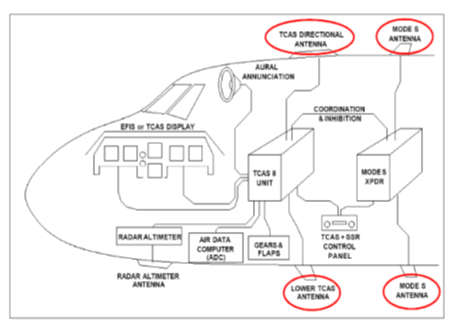 TCAS DIRECTIONAL
ANTENNA
MODE S
ANTENNA
AURAL
ANNUNCIATION
COORDINATION
& INHIBITION
EFIS or TCAS DISPLAY
TCAS II
UNIT
MODE S
XPDR
RADAR ALTIMETER
AIR DATA
COMPUTER
(ADC)
GEARS &
FLAPS
TCAS + SSR
CONTROL
PANEL
RADAR ALTIMETER
ANTENNA
LOWER TCAS
ANTENNA
MODE S
ANTENNA